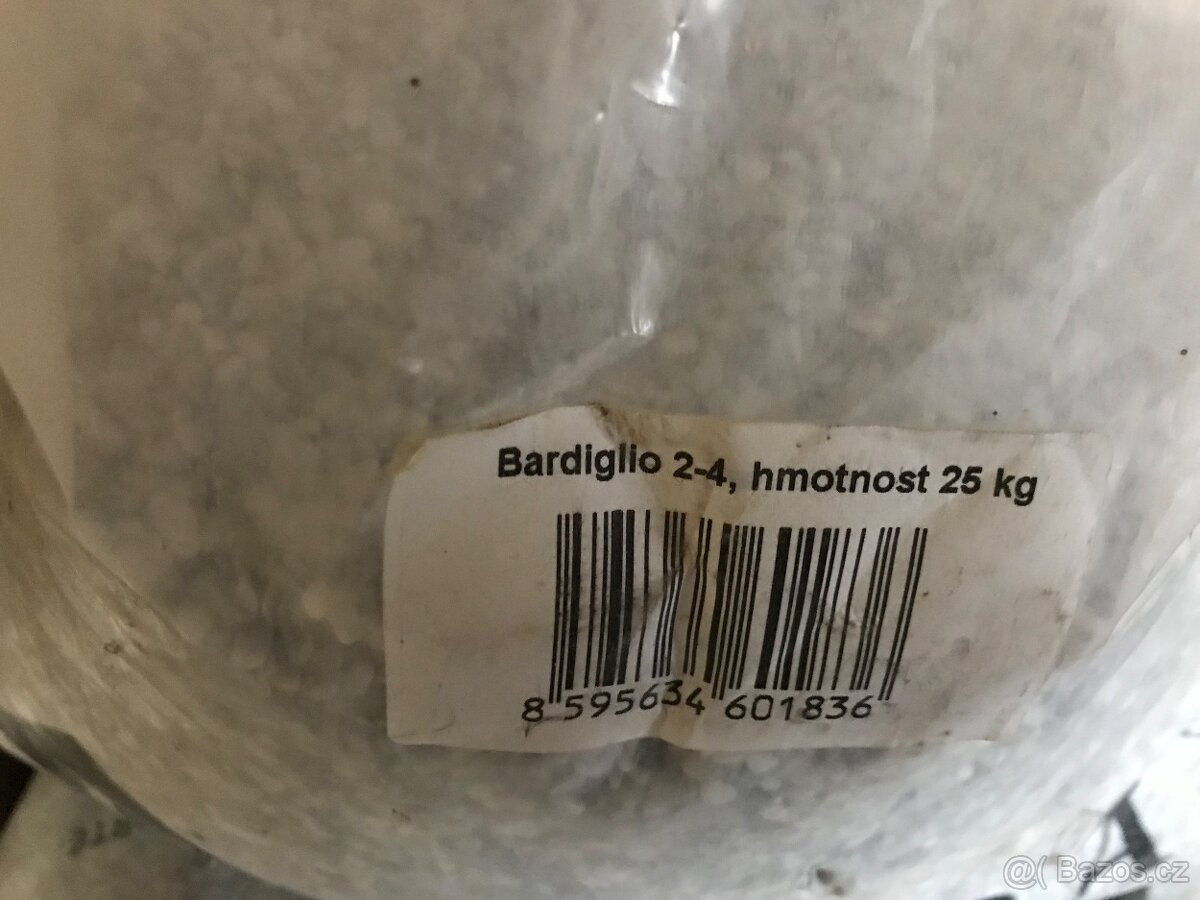 Bardiglio 2-4, hmotnost 25 kg
8 595634 601836
@( Bazos.cz